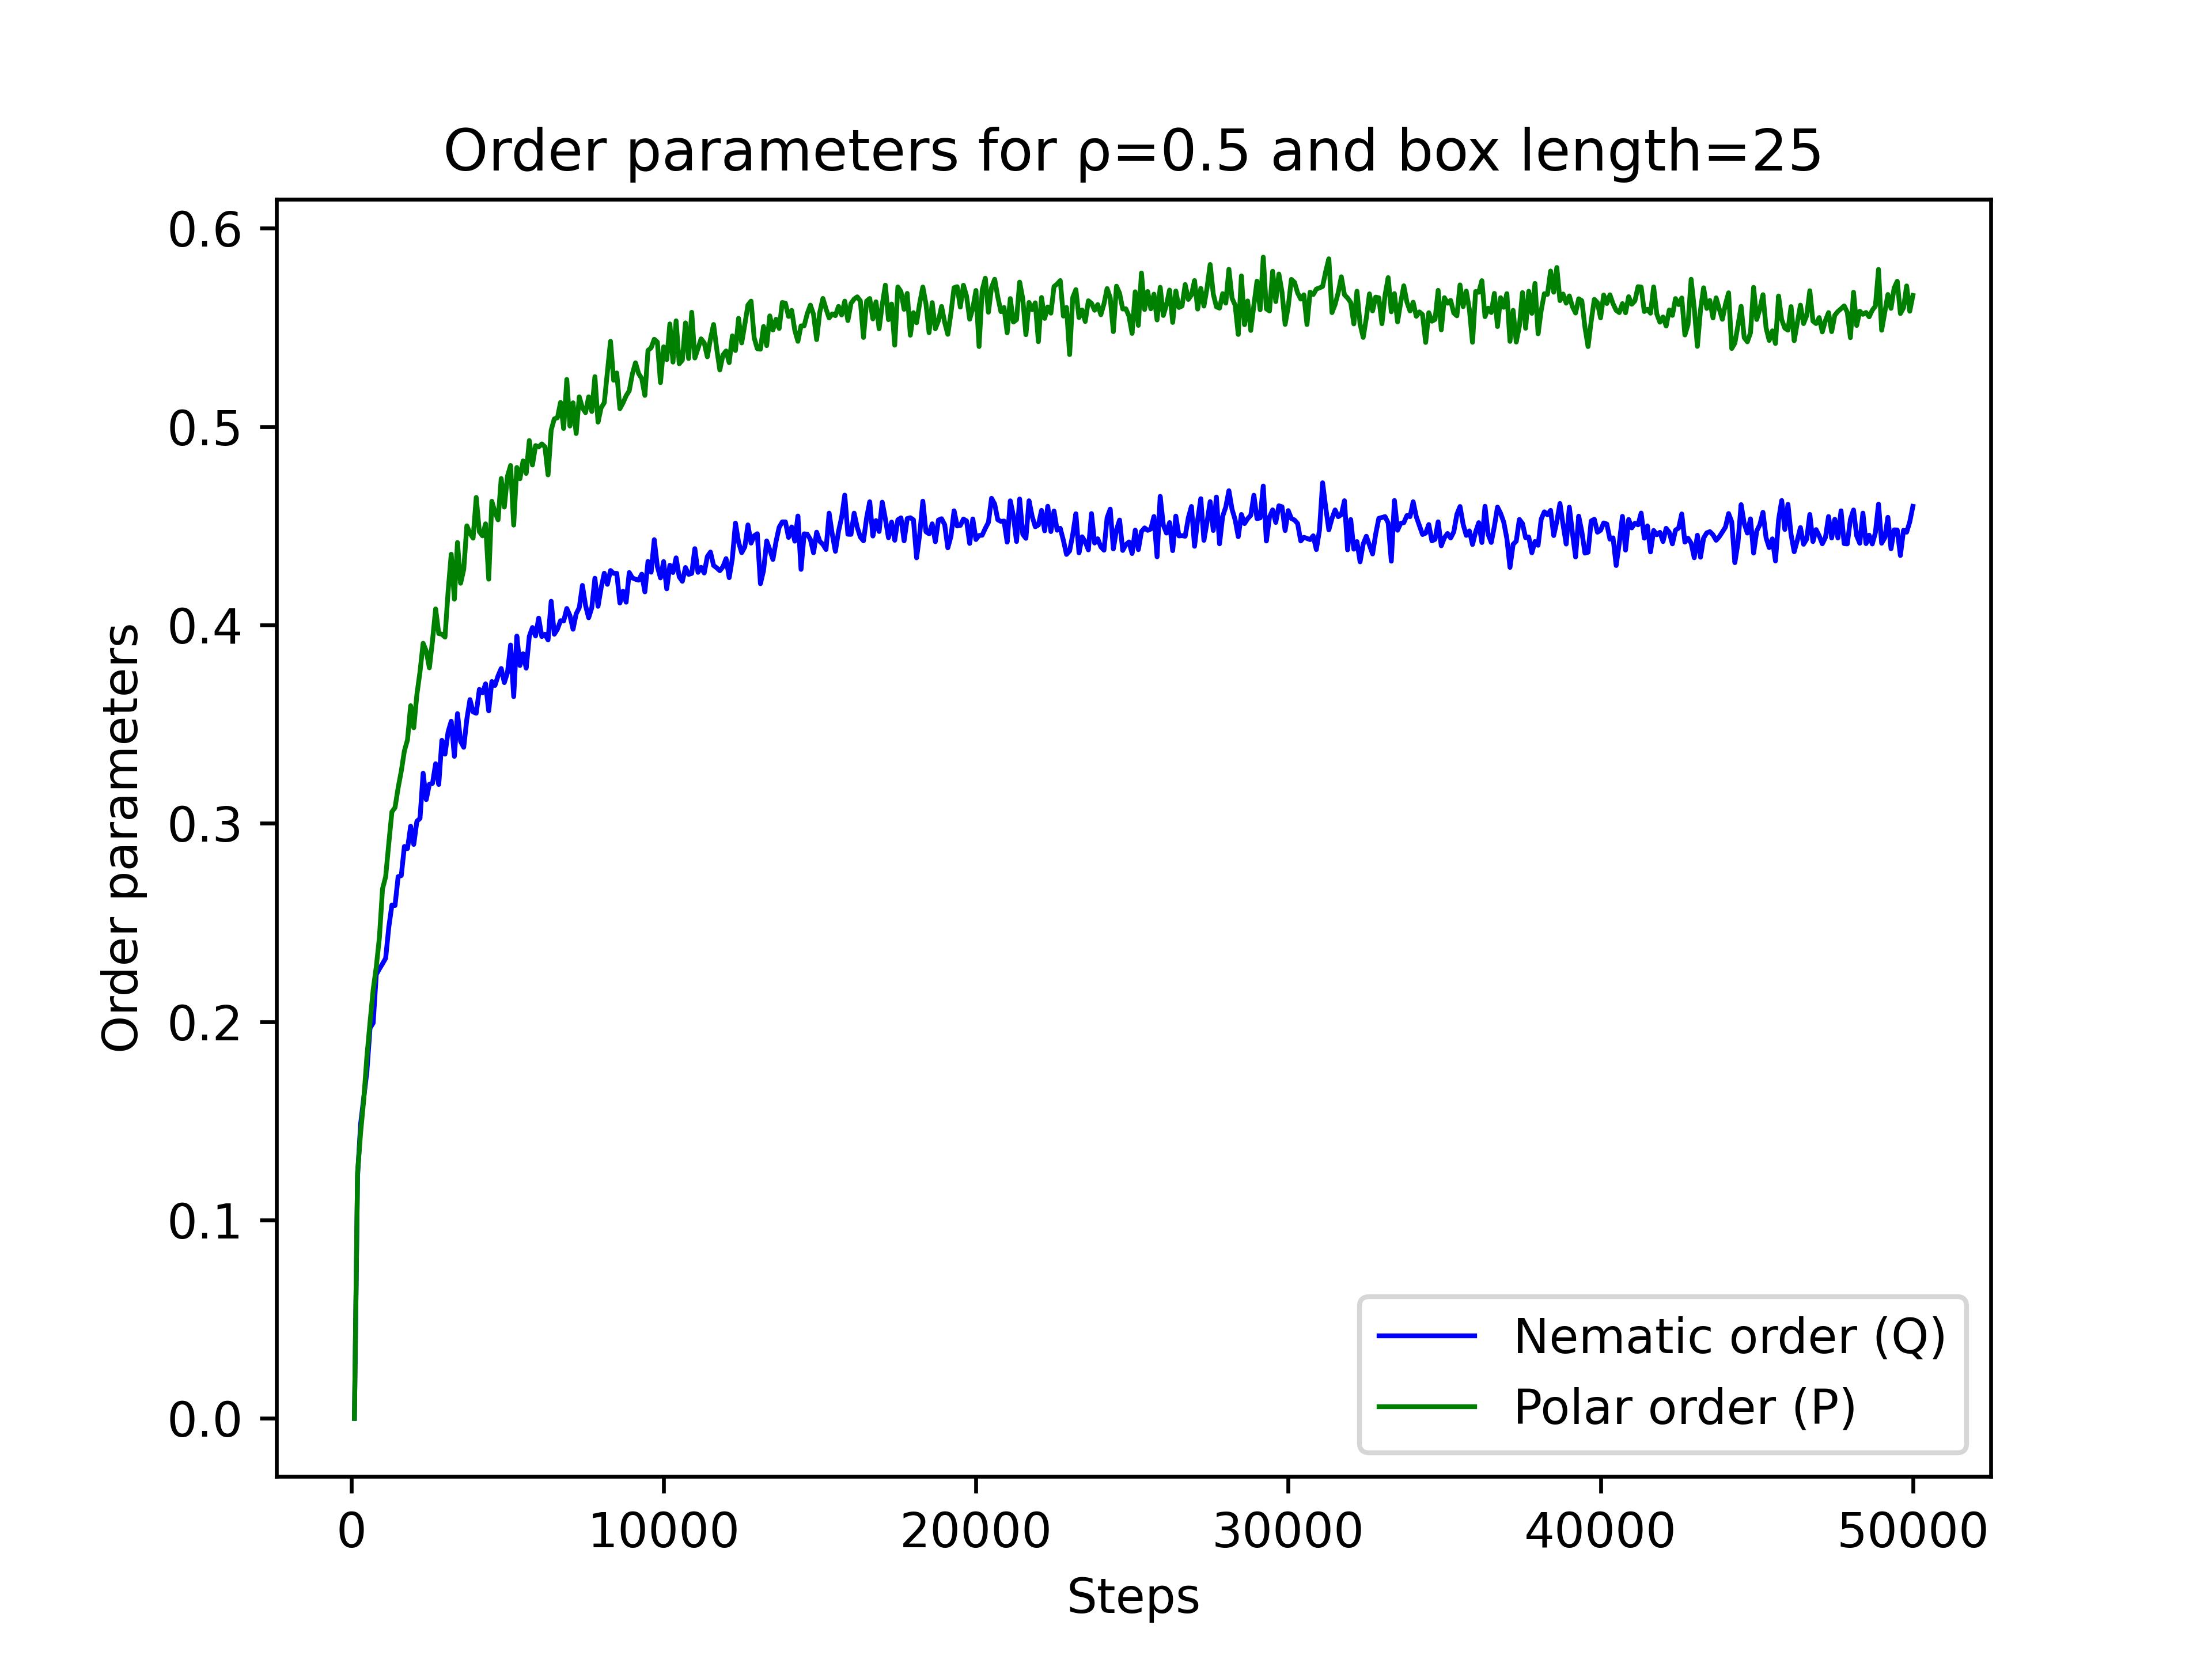 Order parameters for ρ=0.5 and box length=25
0.6
0.5
0.4
0.3
0.2
0.1
0.0
Order parameters
Nematic order (Q)
Polar order (P)
0 10000 20000 30000 40000 50000
Steps